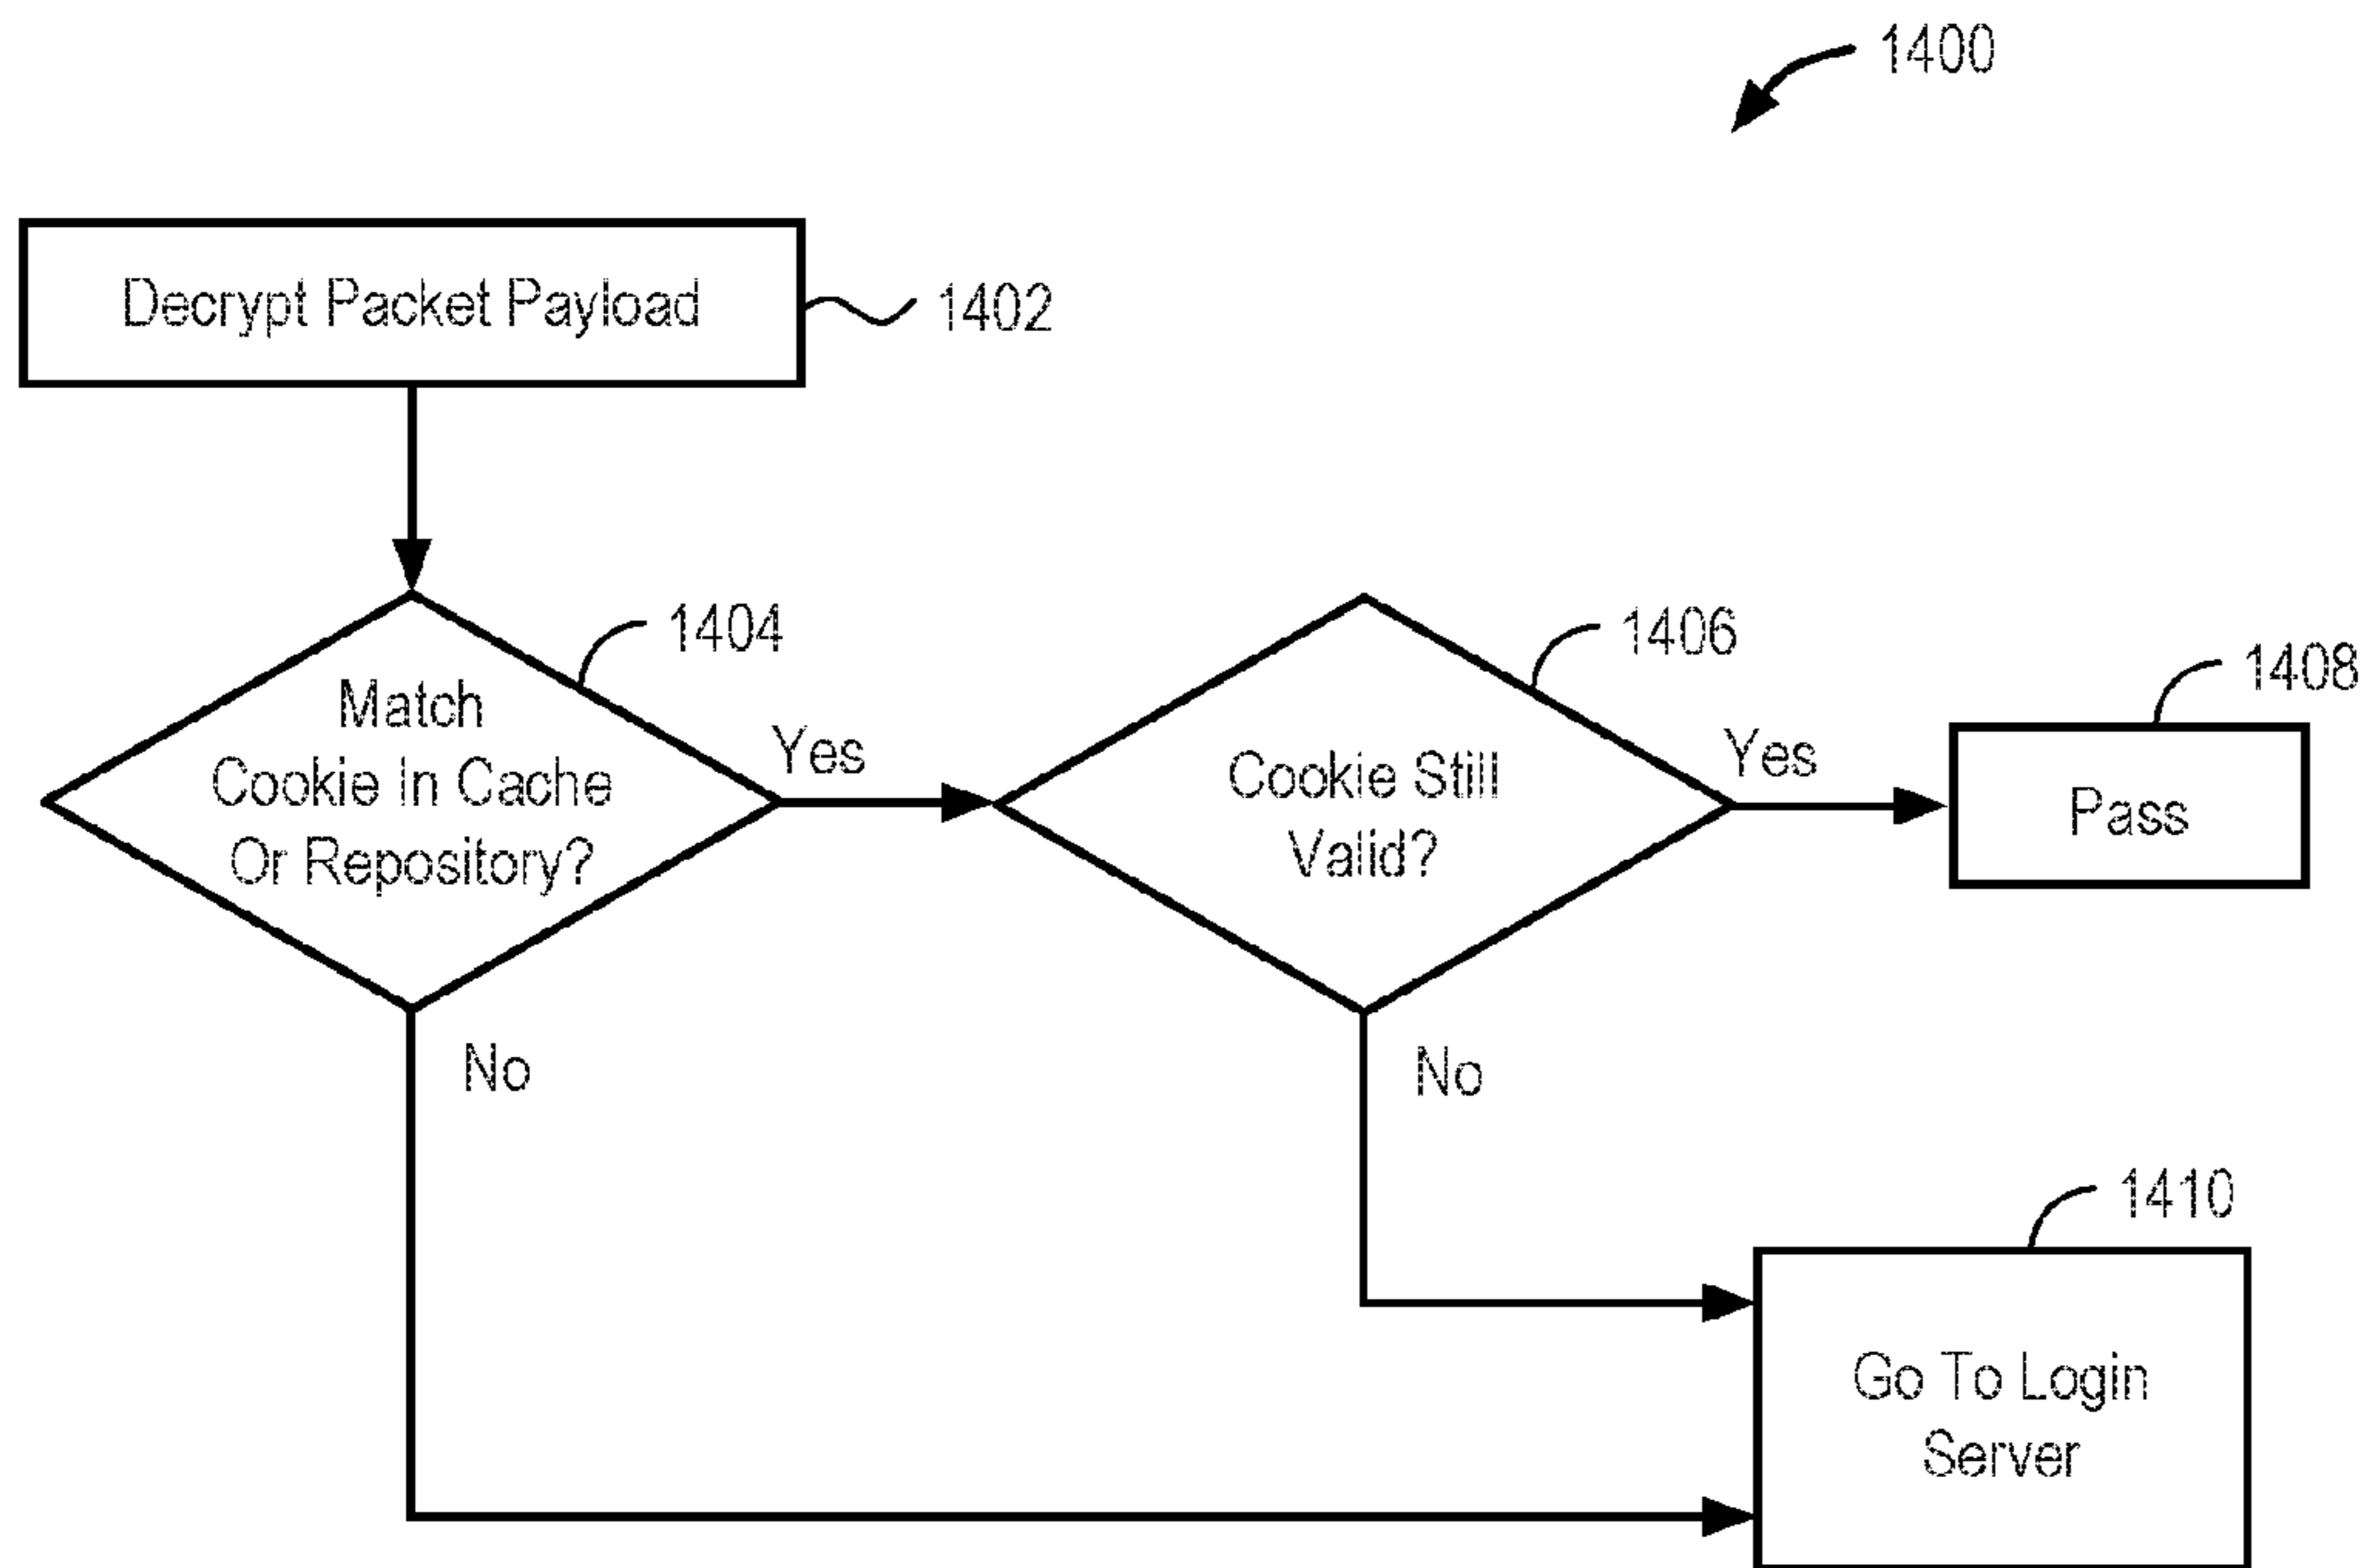 1400
Decrypt Packet Payload
1402
1404
Match
Cookie In Cache
Or Repository?
Yes
No
1406
Cookie Still
Valid?
Yes
No
1408
Pass
1410
Go To Login
Server